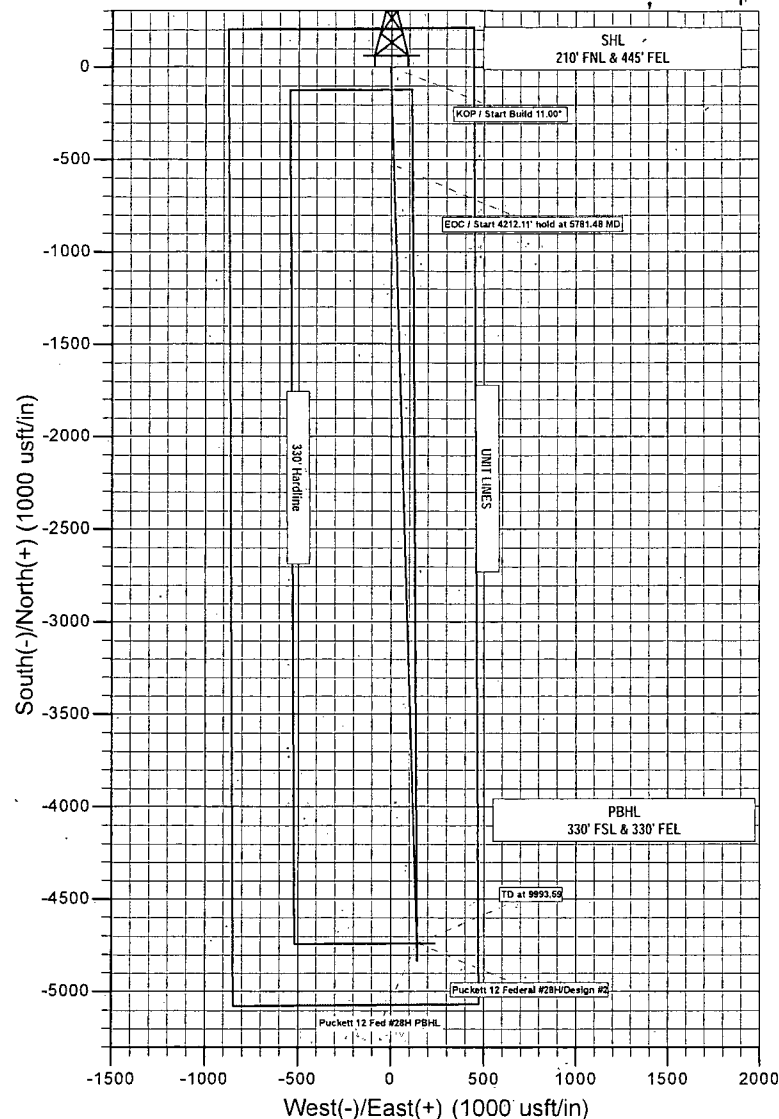 SHL
210' FNL & 445' FEL
0
KOP / Start Build 11.00°
-500
EOC / Start 4212.11' hold at 5781.48 MD
-1000
-1500
-2000
330' Hardline
UNIT LINES
-2500
-3000
-3500
South(-)/North(+) (1000 usft/in)
-4000
PBHL
330' FSL & 330' FEL
-4500
TD at 9993.59
-5000
Puckett 12 Federal #28H/Design #2
Puckett 12 Fed #28H PBHL
-1500 -1000 -500 0 500 1000 1500 2000
West(-)/East(+) (1000 usft/in)